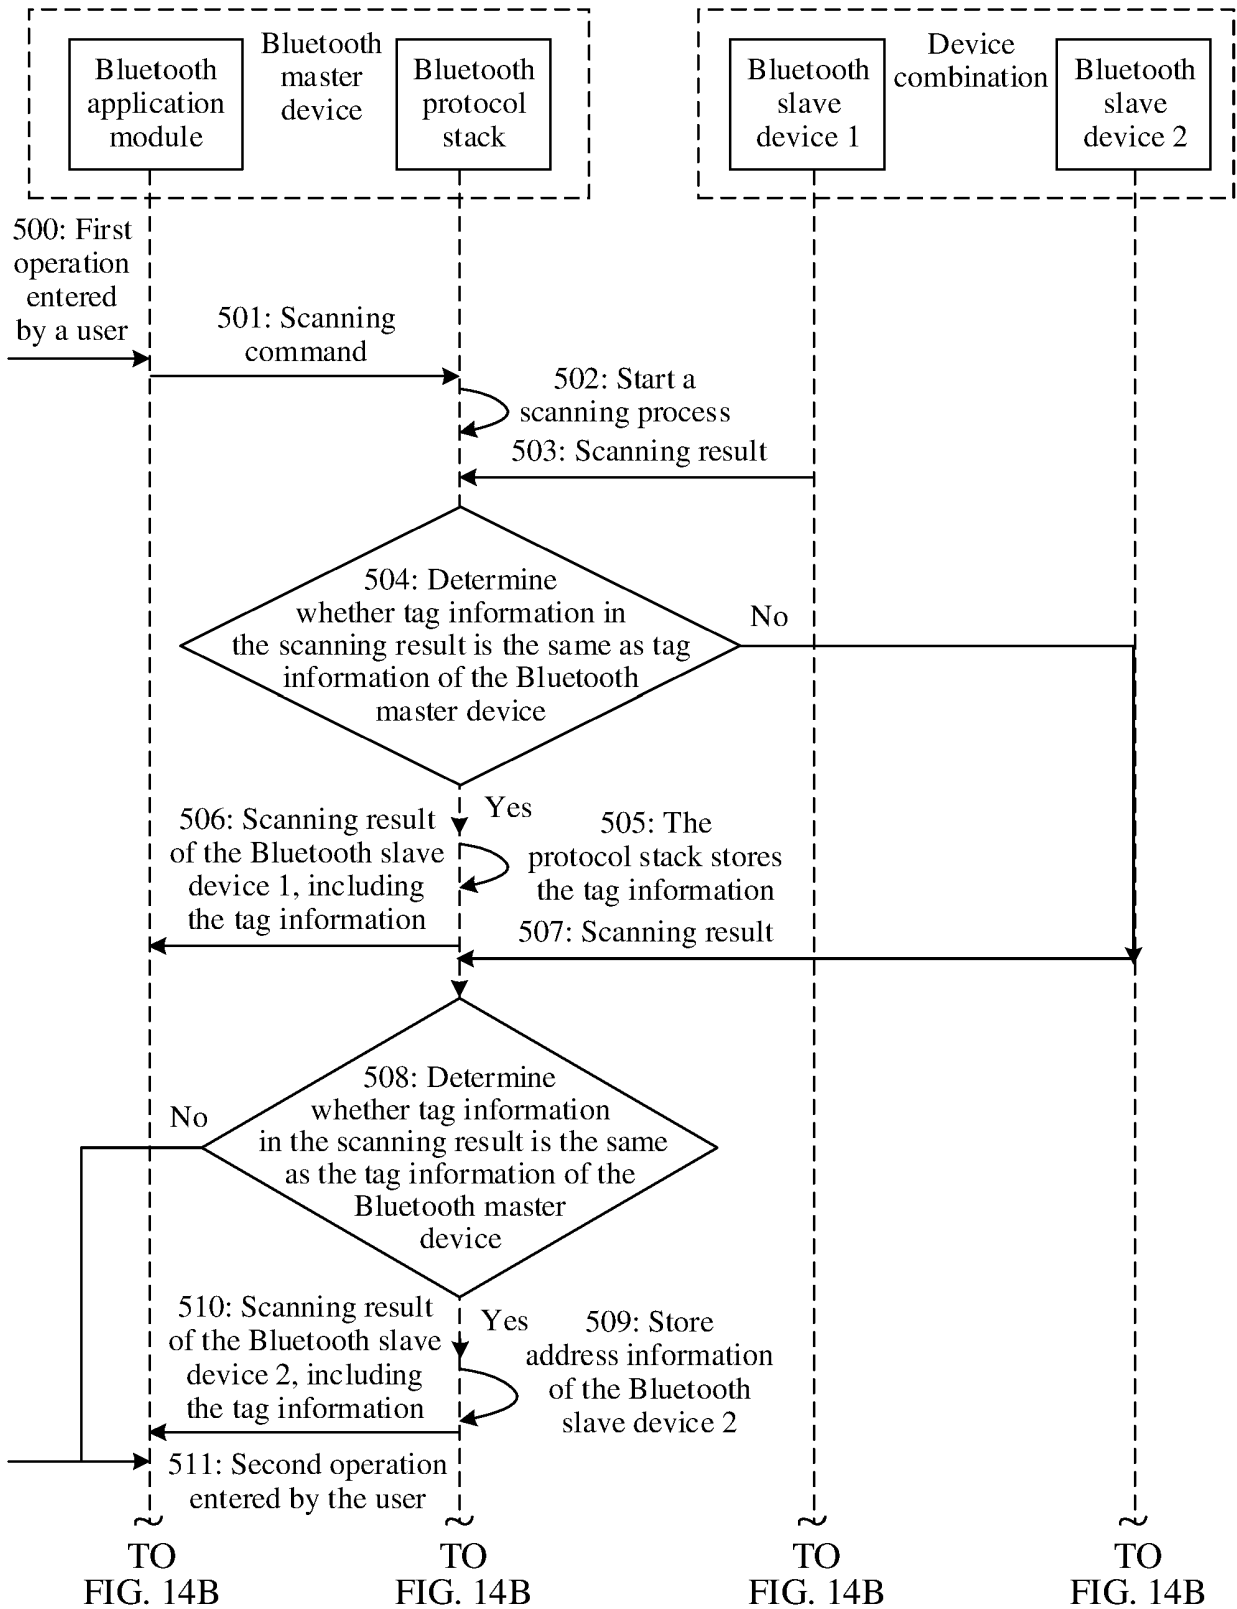 Bluetooth
master
device
Bluetooth
application
module
Bluetooth
protocol
stack
Device
combination
Bluetooth
slave
device 1
Bluetooth
slave
device 2
500: First
operation
entered
by a user
501: Scanning
command
502: Start a
scanning process
503: Scanning result
504: Determine
whether tag information in
the scanning result is the same as tag
information of the Bluetooth
master device
No
Yes
506: Scanning result
of the Bluetooth slave
device 1, including
the tag information
505: The
protocol stack stores
the tag information
507: Scanning result
508: Determine
whether tag information
in the scanning result is the same
as the tag information of the
Bluetooth master
device
No
Yes
510: Scanning result
of the Bluetooth slave
device 2, including
the tag information
509: Store
address information
of the Bluetooth
slave device 2
511: Second operation
entered by the user
TO
FIG. 14B
TO
FIG. 14B
TO
FIG. 14B
TO
FIG. 14B